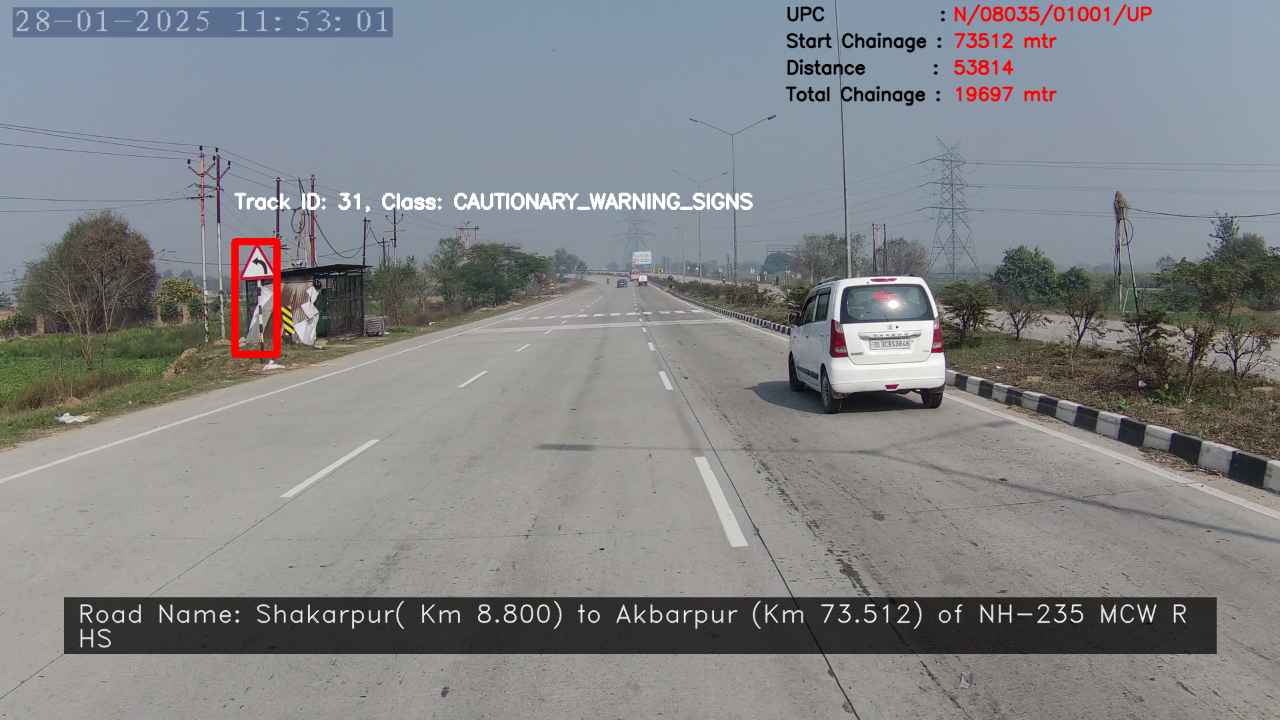 28-01-2025 11:53:01
UPC : N/08035/01001/UP
Start Chainage : 73512 mtr
Distance : 53814
Total Chainage : 19697 mtr
Track ID: 31, Class: CAUTIONARY_WARNING_SIGNS
Road Name: Shakarpur( Km 8.800) to Akbarpur (Km 73.512) of NH-235 MCW R
HS